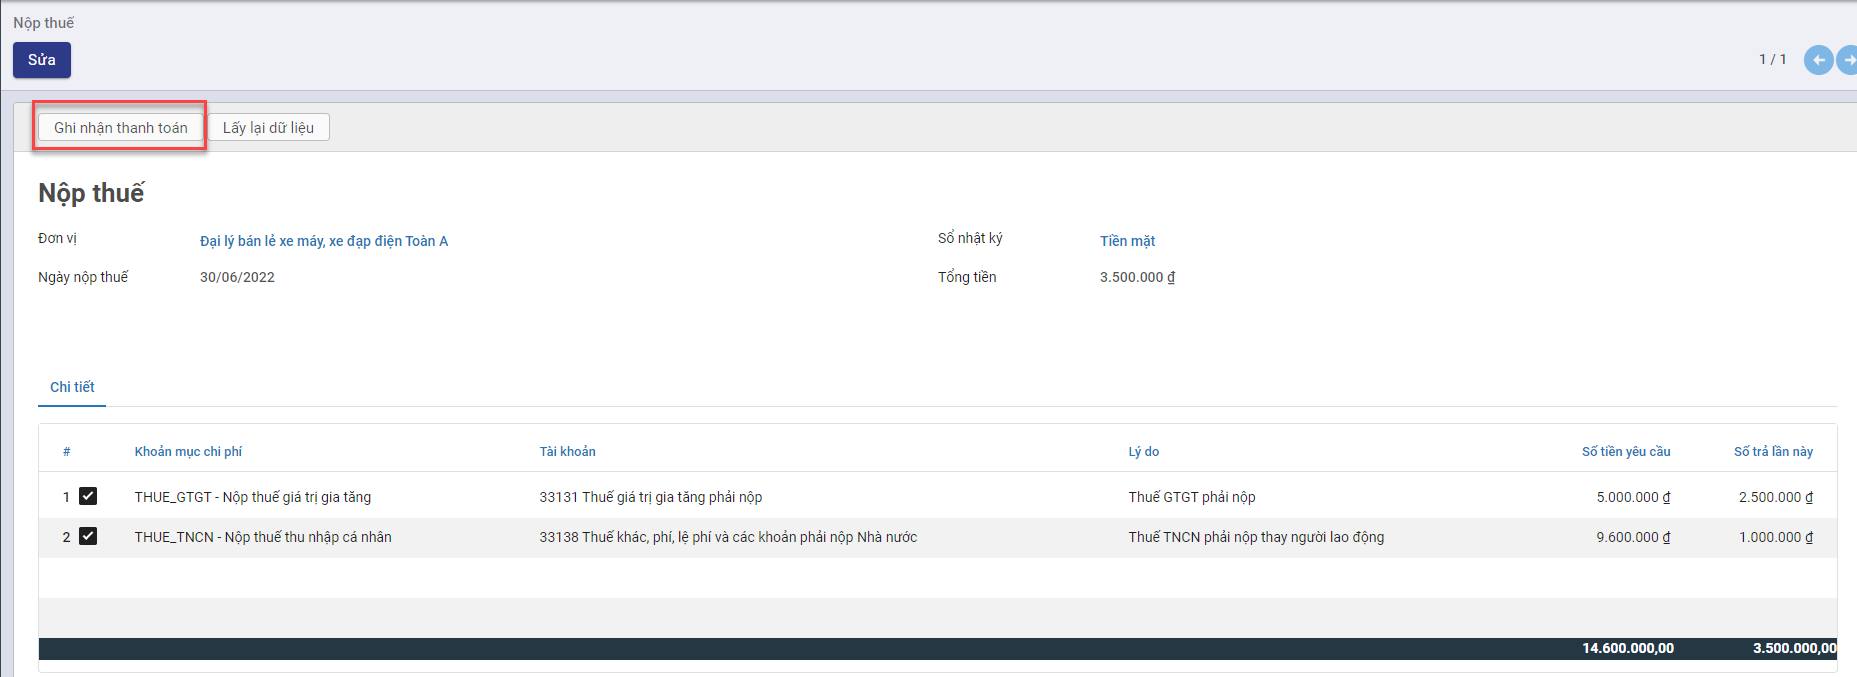 Nộp thuế
Sửa
1 / 1
Ghi nhận thanh toán Lấy lại dữ liệu
Nộp thuế
Đơn vị Đại lý bán lẻ xe máy, xe đạp điện Toàn A Sổ nhật ký Tiền mặt
Ngày nộp thuế 30/06/2022 Tổng tiền 3.500.000 ₫
Chi tiết
# Khoản mục chi phí Tài khoản Lý do Số tiền yêu cầu Số trả lần này
1 THUE_GTGT - Nộp thuế giá trị gia tăng 33131 Thuế giá trị gia tăng phải nộp Thuế GTGT phải nộp 5.000.000 ₫ 2.500.000 ₫
2 THUE_TNCN - Nộp thuế thu nhập cá nhân 33138 Thuế khác, phí, lệ phí và các khoản phải nộp Nhà nước Thuế TNCN phải nộp thay người lao động 9.600.000 ₫ 1.000.000 ₫
14.600.000,00 3.500.000,00